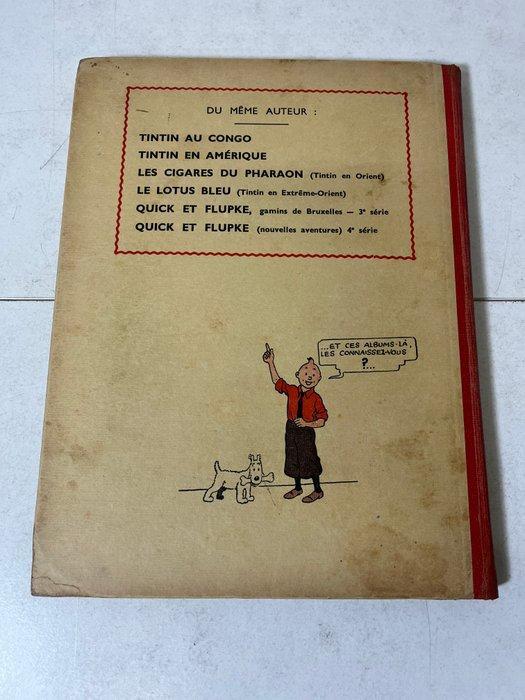 DU MÊME AUTEUR :
TINTIN AU CONGO
TINTIN EN AMÉRIQUE
LES CIGARES DU PHARAON (Tintin en Orient)
LE LOTUS BLEU (Tintin en Extrême-Orient)
QUICK ET FLUPKE, gamins de Bruxelles — 3e série
QUICK ET FLUPKE (nouvelles aventures) 4e série
...ET CES ALBUMS-LÀ,
LES CONNAISSEZ-VOUS
?...